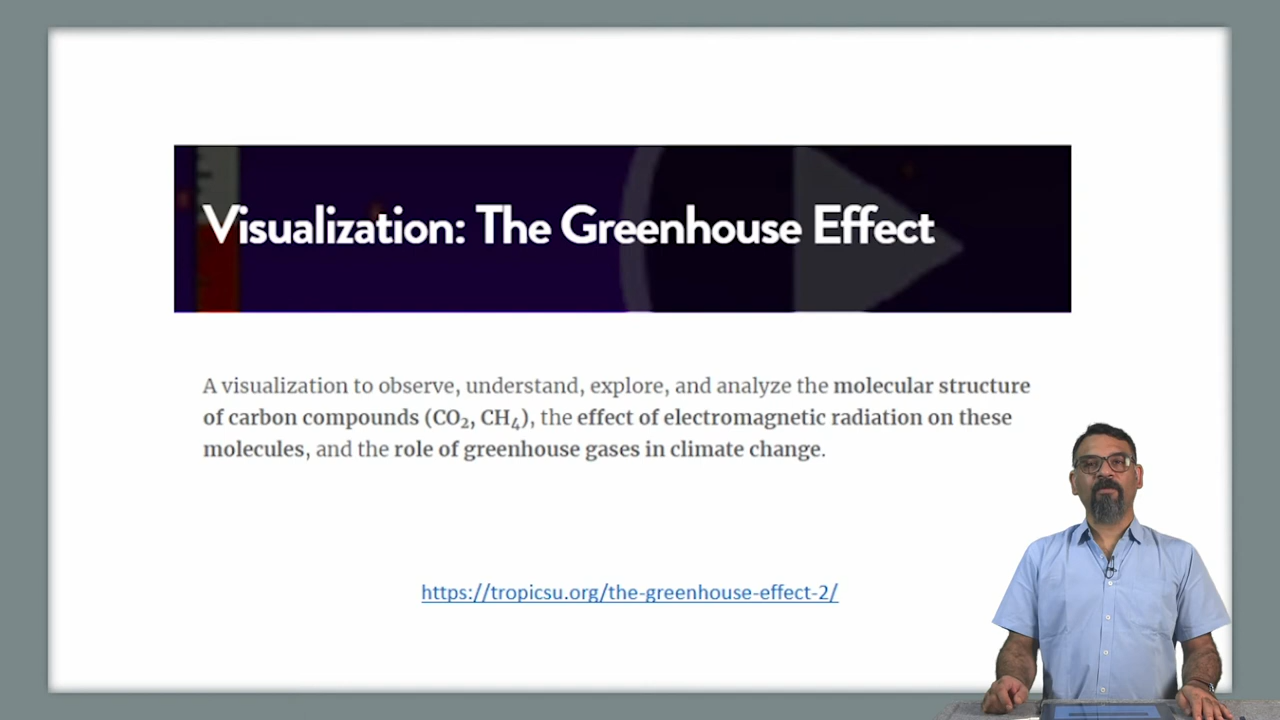 Visualization: The Greenhouse Effect
A visualization to observe, understand, explore, and analyze the molecular structure
of carbon compounds (CO₂, CH₄), the effect of electromagnetic radiation on these
molecules, and the role of greenhouse gases in climate change.
https://tropicsu.org/the-greenhouse-effect-2/